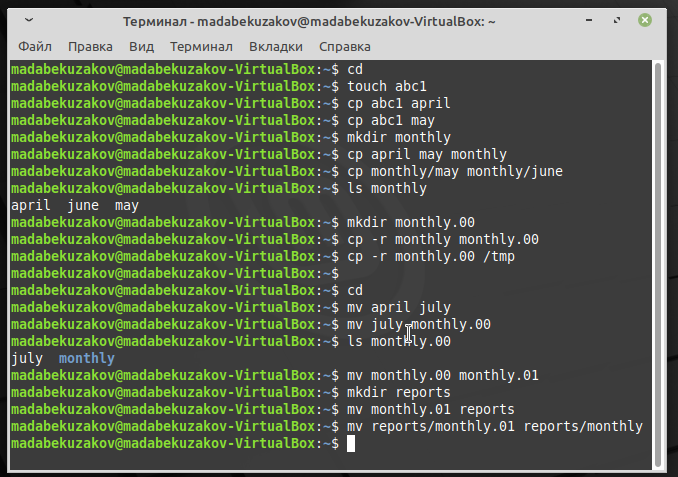 Терминал - madabekuzakov@madabekuzakov-VirtualBox: ~
Файл Правка Вид Терминал Вкладки Справка
madabekuzakov@madabekuzakov-VirtualBox:~$ cd
madabekuzakov@madabekuzakov-VirtualBox:~$ touch abc1
madabekuzakov@madabekuzakov-VirtualBox:~$ cp abc1 april
madabekuzakov@madabekuzakov-VirtualBox:~$ cp abc1 may
madabekuzakov@madabekuzakov-VirtualBox:~$ mkdir monthly
madabekuzakov@madabekuzakov-VirtualBox:~$ cp april may monthly
madabekuzakov@madabekuzakov-VirtualBox:~$ cp monthly/may monthly/june
madabekuzakov@madabekuzakov-VirtualBox:~$ ls monthly
april june may
madabekuzakov@madabekuzakov-VirtualBox:~$ mkdir monthly.00
madabekuzakov@madabekuzakov-VirtualBox:~$ cp -r monthly monthly.00
madabekuzakov@madabekuzakov-VirtualBox:~$ cp -r monthly.00 /tmp
madabekuzakov@madabekuzakov-VirtualBox:~$
madabekuzakov@madabekuzakov-VirtualBox:~$ cd
madabekuzakov@madabekuzakov-VirtualBox:~$ mv april july
madabekuzakov@madabekuzakov-VirtualBox:~$ mv july monthly.00
madabekuzakov@madabekuzakov-VirtualBox:~$ ls monthly.00
july monthly
madabekuzakov@madabekuzakov-VirtualBox:~$ mv monthly.00 monthly.01
madabekuzakov@madabekuzakov-VirtualBox:~$ mkdir reports
madabekuzakov@madabekuzakov-VirtualBox:~$ mv monthly.01 reports
madabekuzakov@madabekuzakov-VirtualBox:~$ mv reports/monthly.01 reports/monthly
madabekuzakov@madabekuzakov-VirtualBox:~$